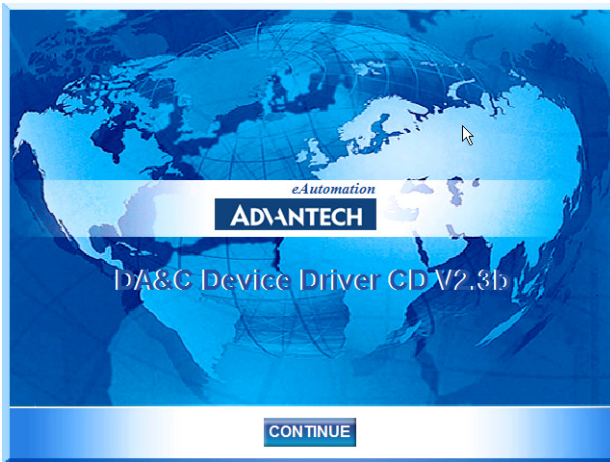 eAutomation
ADVANTECH
DA&C Device Driver CD V2.3b
CONTINUE